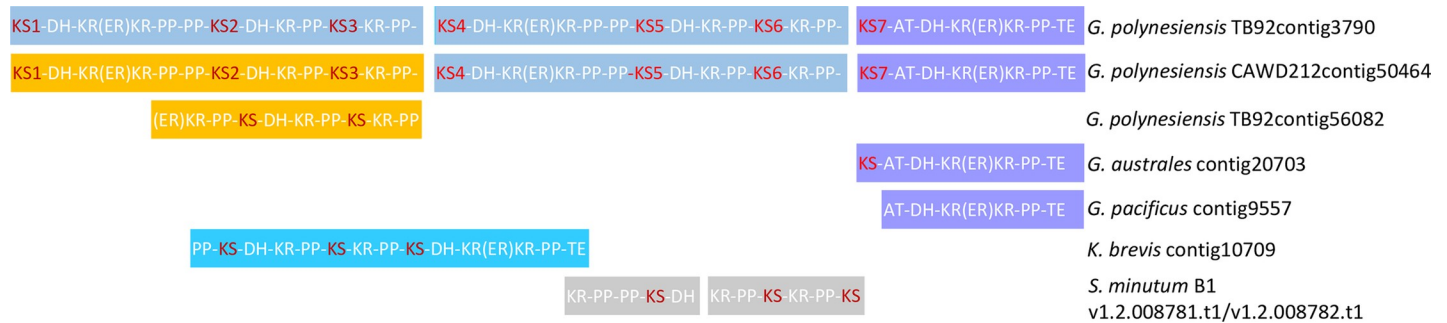 KS1-DH-KR(ER)KR-PP-PP-KS2-DH-KR-PP-KS3-KR-PP- KS4-DH-KR(ER)KR-PP-PP-KS5-DH-KR-PP-KS6-KR-PP- KS7-AT-DH-KR(ER)KR-PP-TE G. polynesiensis TB92contig3790
KS1-DH-KR(ER)KR-PP-PP-KS2-DH-KR-PP-KS3-KR-PP- KS4-DH-KR(ER)KR-PP-PP-KS5-DH-KR-PP-KS6-KR-PP- KS7-AT-DH-KR(ER)KR-PP-TE G. polynesiensis CAWD212contig50464
(ER)KR-PP-KS-DH-KR-PP-KS-KR-PP G. polynesiensis TB92contig56082
KS-AT-DH-KR(ER)KR-PP-TE G. australes contig20703
AT-DH-KR(ER)KR-PP-TE G. pacificus contig9557
PP-KS-DH-KR-PP-KS-KR-PP-KS-DH-KR(ER)KR-PP-TE K. brevis contig10709
KR-PP-PP-KS-DH KR-PP-KS-KR-PP-KS S. minutum B1
v1.2.008781.t1/v1.2.008782.t1